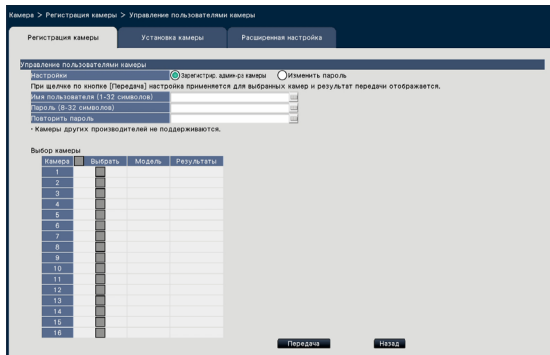 Камера > Регистрация камеры > Управление пользователями камеры
Регистрация камеры Установка камеры Расширенная настройка
Управление пользователями камеры
Настройки Зарегистрир. админ-ра камеры Изменить пароль
При щелчке по кнопке [Передача] настройка применяется для выбранных камер и результат передачи отображается.
Имя пользователя (1-32 символов)
Пароль (8-32 символов)
Повторить пароль
· Камеры других производителей не поддерживаются.
Выбор камеры
Камера Выбрать Модель Результаты
1
2
3
4
5
6
7
8
9
10
11
12
13
14
15
16
Передача Назад